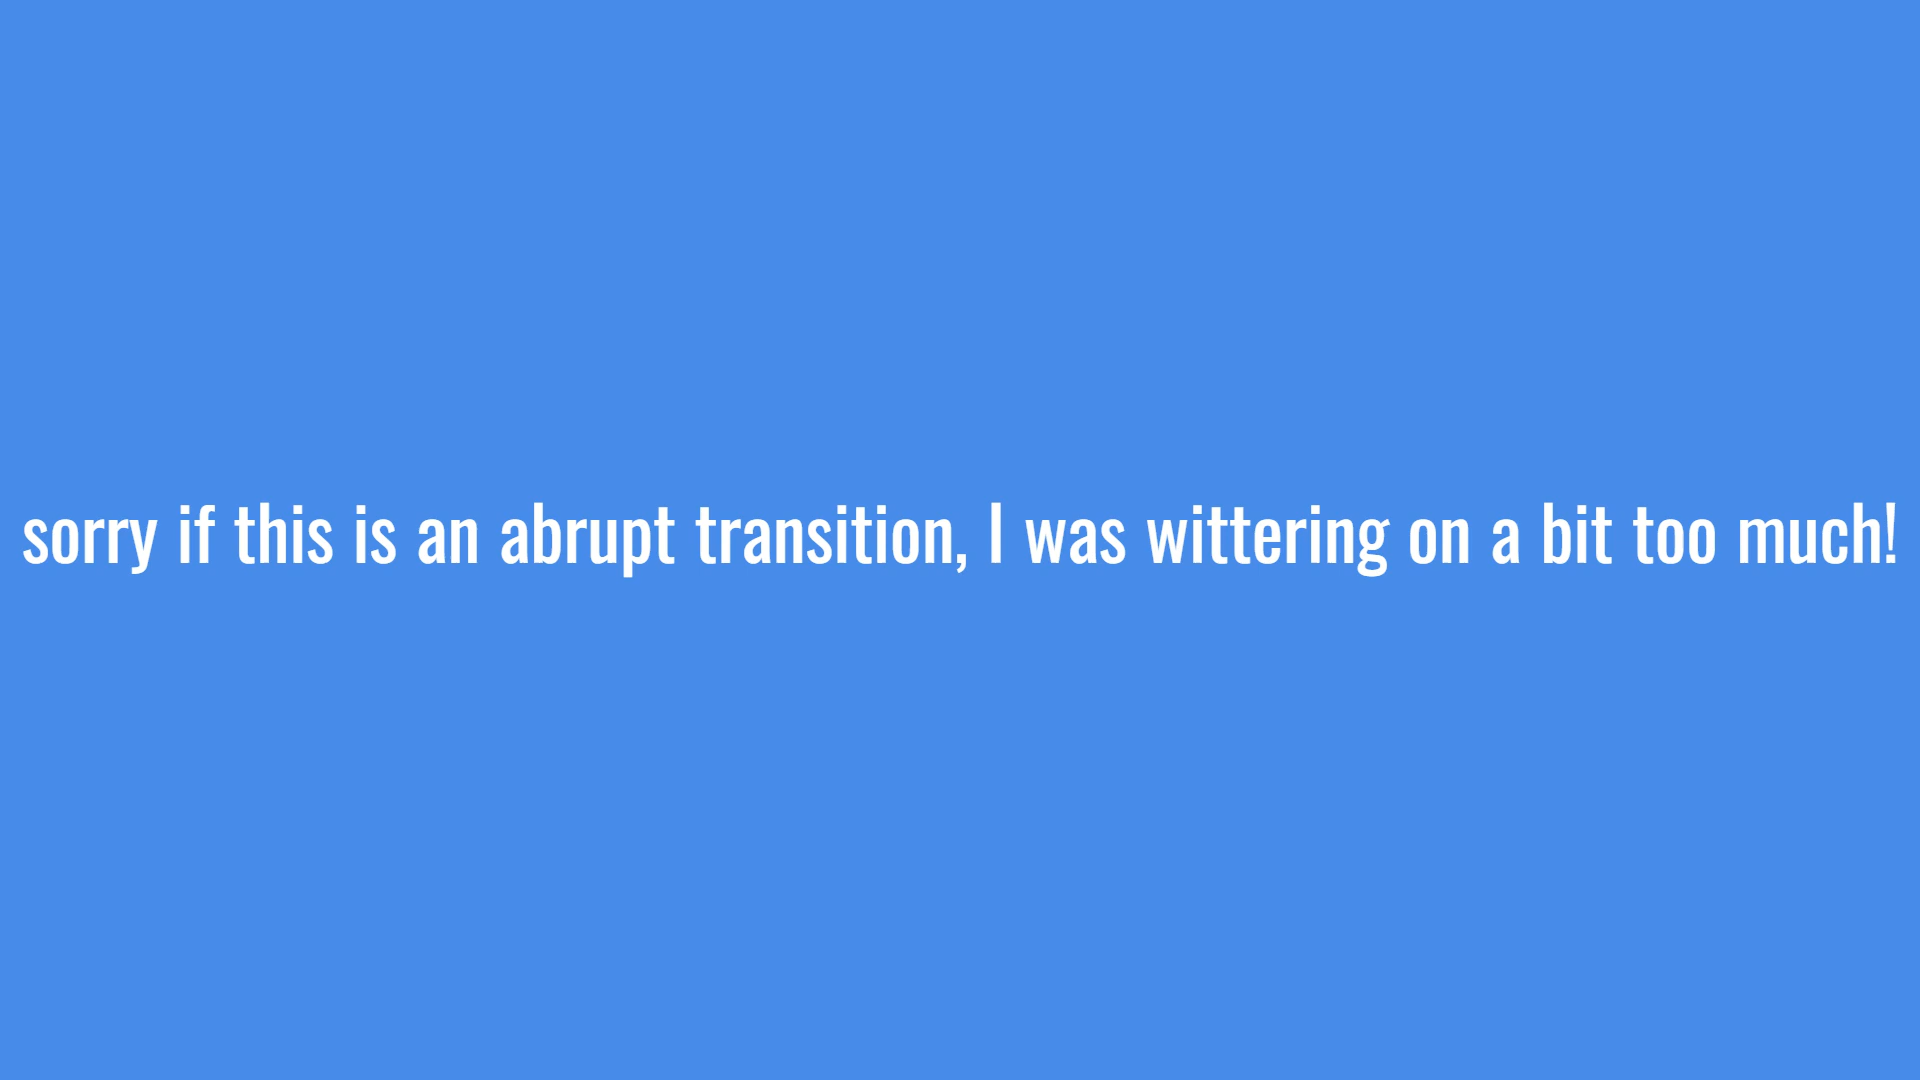 sorry if this is an abrupt transition, I was wittering on a bit too much!